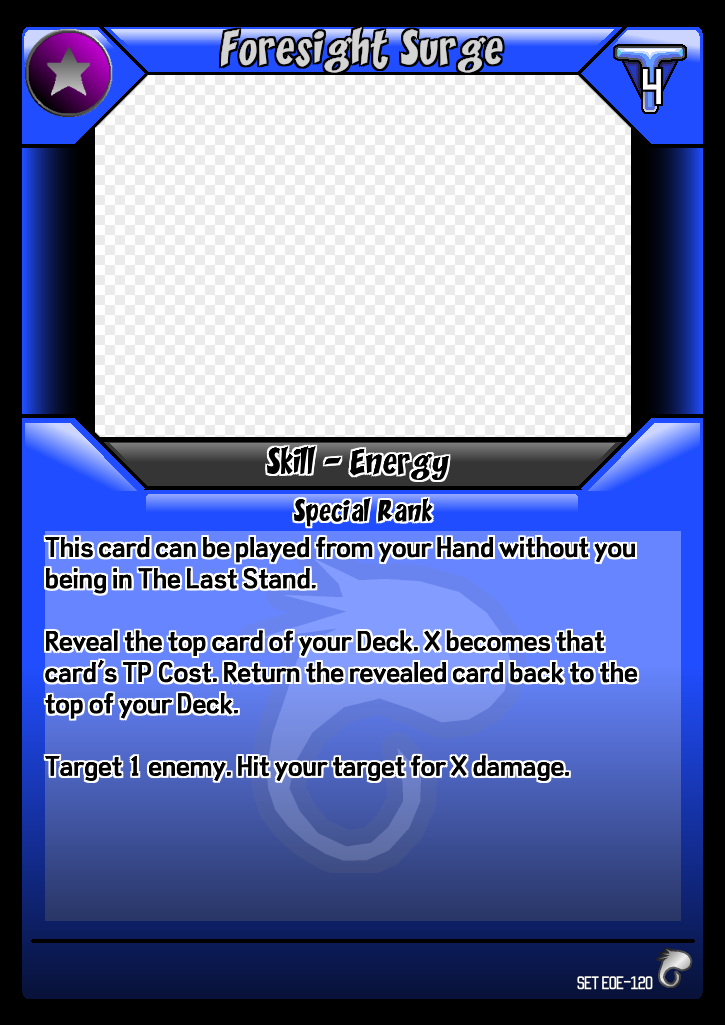 Foresight Surge
4
Skill - Energy
Special Rank
This card can be played from your Hand without you
being in The Last Stand.
Reveal the top card of your Deck. X becomes that
card's TP Cost. Return the revealed card back to the
top of your Deck.
Target 1 enemy. Hit your target for X damage.
SET EOE-120